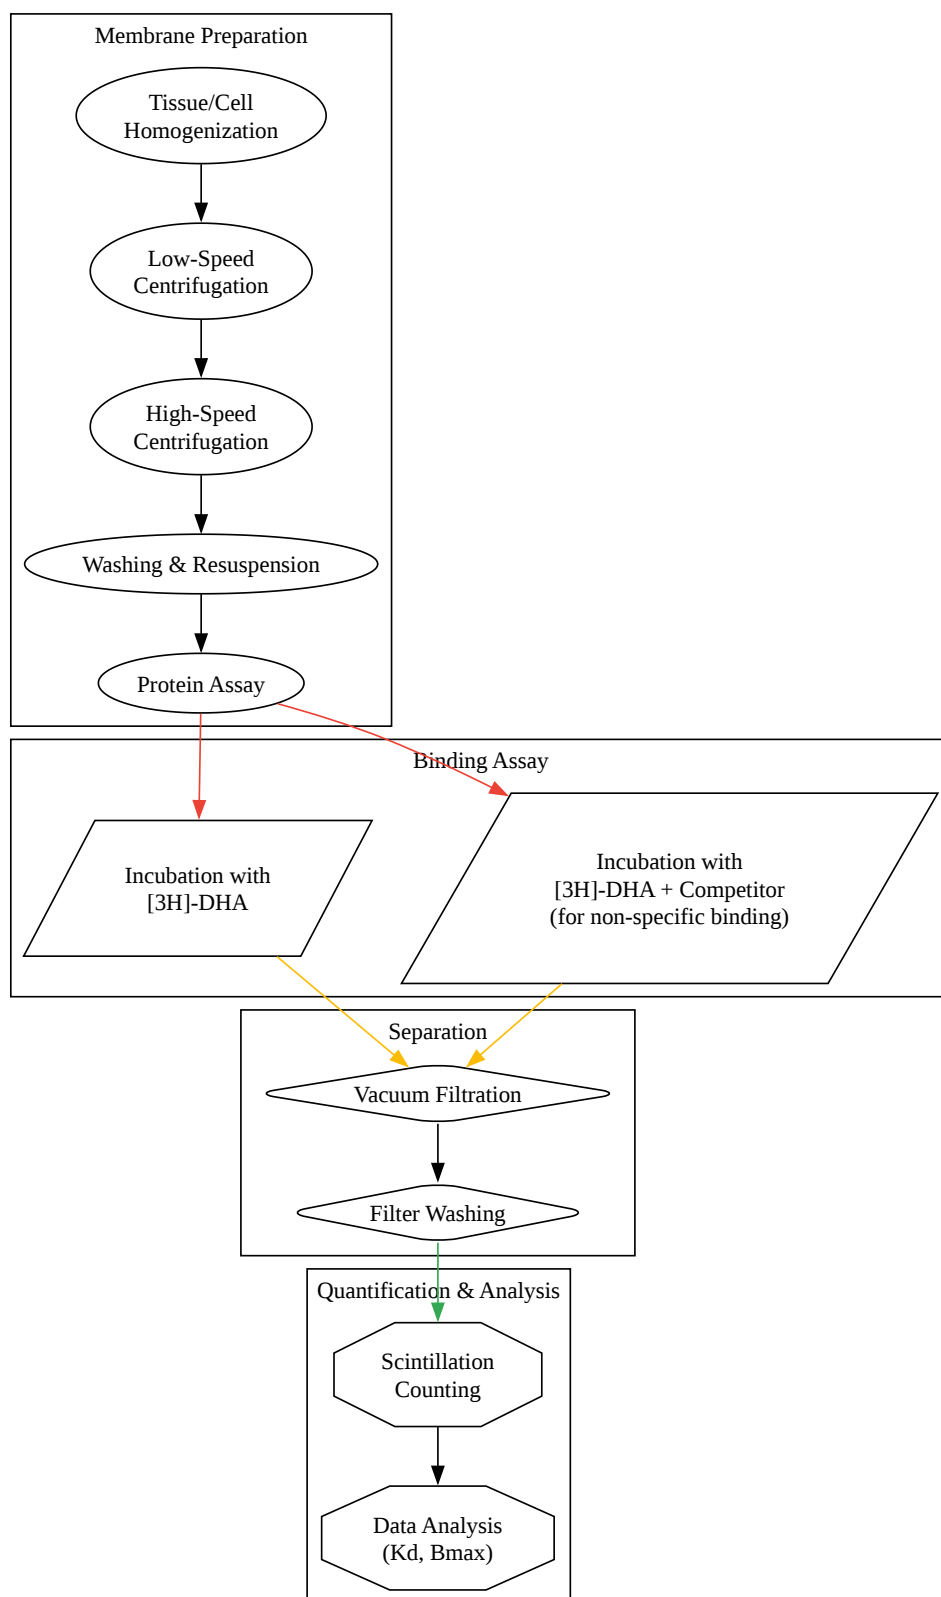 Membrane Preparation
Tissue/Cell
Homogenization
Low-Speed
Centrifugation
High-Speed
Centrifugation
Washing & Resuspension
Protein Assay
Binding Assay
Incubation with
[3H]-DHA
Incubation with
[3H]-DHA + Competitor
(for non-specific binding)
Separation
Vacuum Filtration
Filter Washing
Quantification & Analysis
Scintillation
Counting
Data Analysis
(Kd, Bmax)